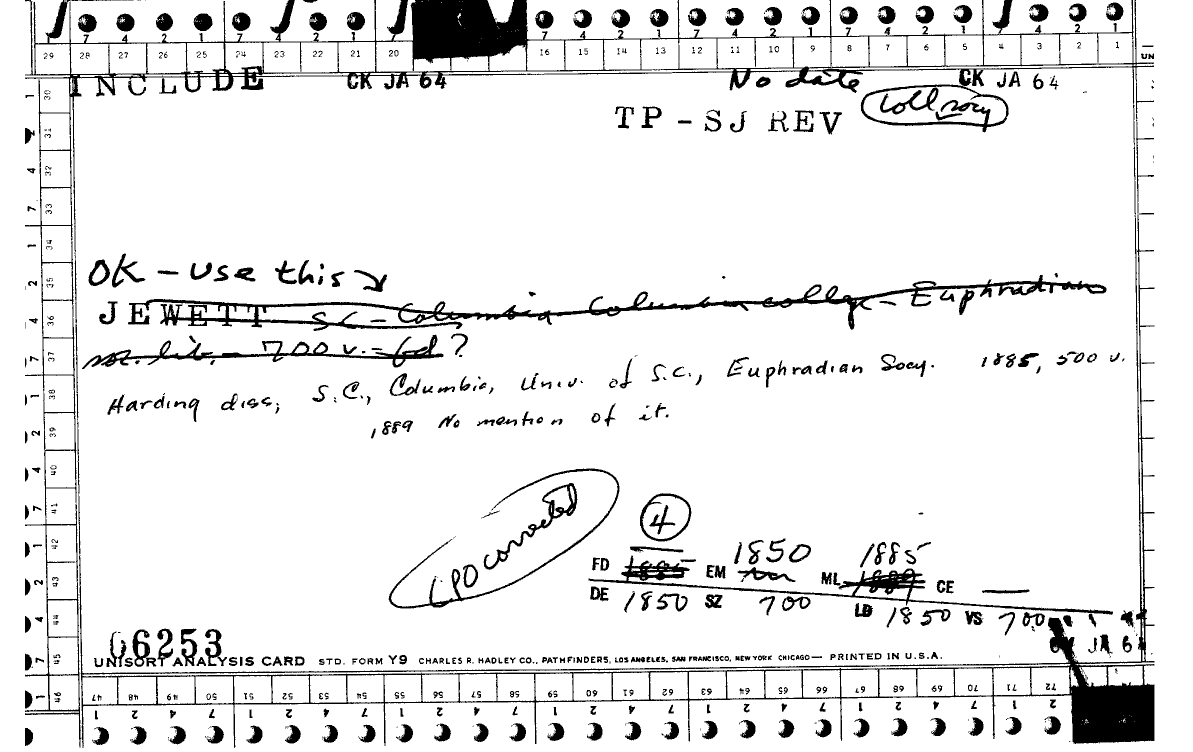 7 4 2 1 7 4 2 1 7 4 7 4 2 1 7 4 2 1 7 4 2 1 7 4 2 1
29 28 27 26 25 24 23 22 21 20 16 15 14 13 12 11 10 9 8 7 6 5 4 3 2 1
INCLUDE CK JA 64 No date CK JA 64
TP-SJ REV Coll. socy
OK - Use this
JEWETT SC - Columbia Columbia college - Euphradian
soc. lib. - 700 v. - fd?
Harding diss; S.C., Columbia, Univ. of S.C., Euphradian Socy. 1885, 500 v.
1889 No mention of it.
LPO corrected
4
FD 1885 EM 1850 ML 1885 1889 CE —
DE 1850 SZ 700 LD 1850 VS 700
CK JA 64
06253
UNISORT ANALYSIS CARD STD. FORM Y9 CHARLES R. HADLEY CO., PATHFINDERS, LOS ANGELES, SAN FRANCISCO, NEW YORK CHICAGO— PRINTED IN U.S.A.
30
31
32
33
34
35
36
37
38
39
40
41
42
43
44
45
46
47 48 49 50 51 52 53 54 55 56 57 58 59 60 61 62 63 64 65 66 67 68 69 70 71 72
1 2 4 7 1 2 4 7 1 2 4 7 1 2 4 7 1 2 4 7 1 2 4 7 1 2